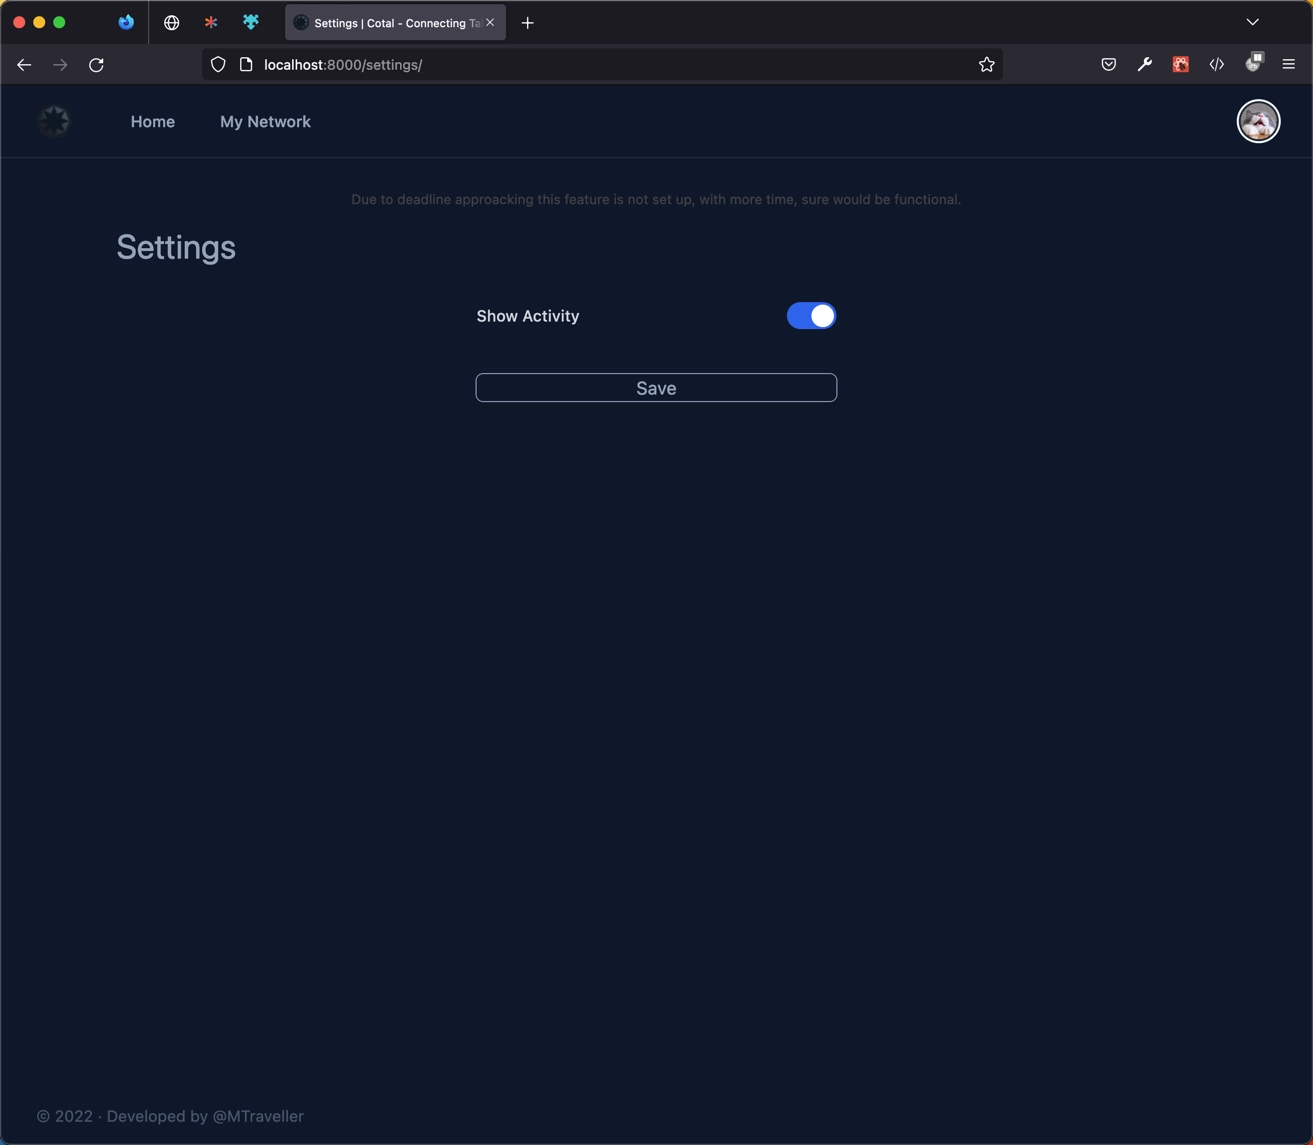 Settings | Cotal - Connecting Ta
localhost:8000/settings/
Home
My Network
Due to deadline approacking this feature is not set up, with more time, sure would be functional.
Settings
Show Activity
Save
© 2022 · Developed by @MTraveller